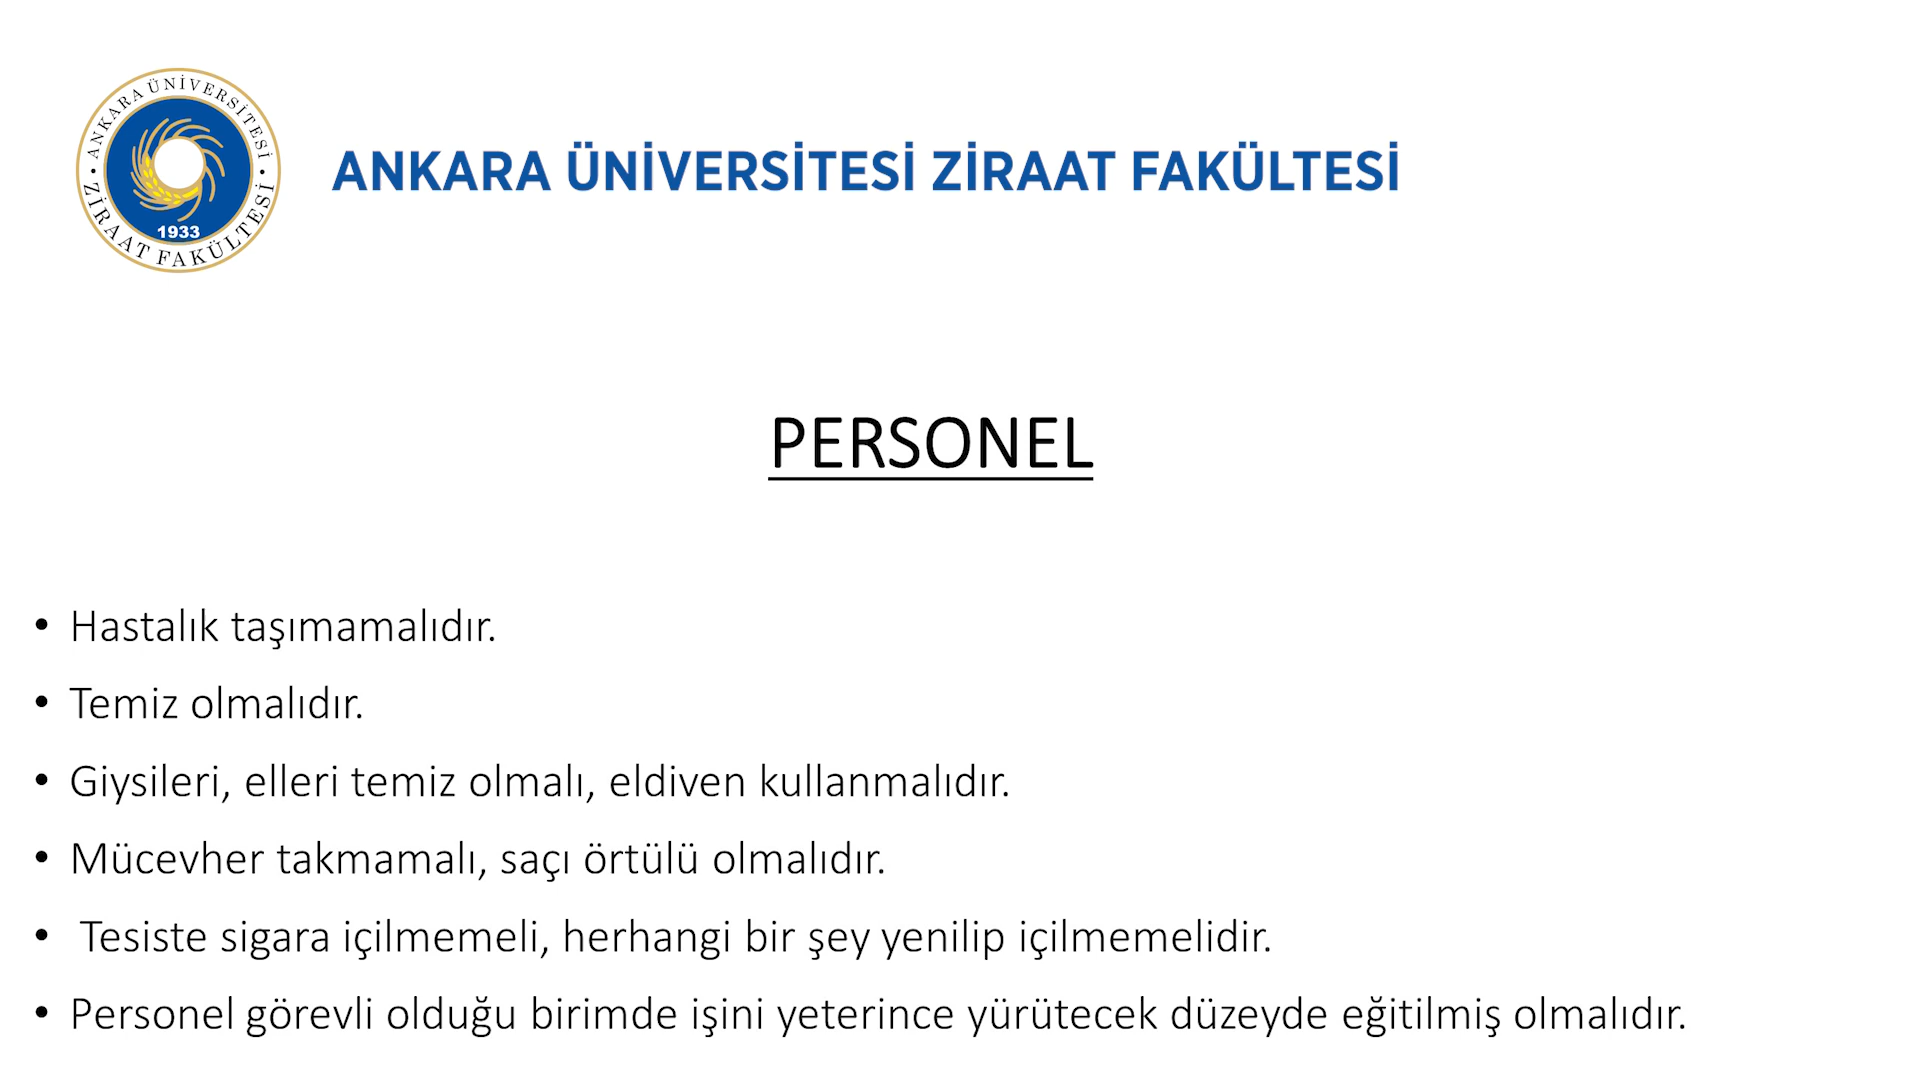 ANKARA ÜNİVERSİTESİ
ZİRAAT FAKÜLTESİ
1933
ANKARA ÜNİVERSİTESİ ZİRAAT FAKÜLTESİ
PERSONEL
• Hastalık taşımamalıdır.
• Temiz olmalıdır.
• Giysileri, elleri temiz olmalı, eldiven kullanmalıdır.
• Mücevher takmamalı, saçı örtülü olmalıdır.
• Tesiste sigara içilmemeli, herhangi bir şey yenilip içilmemelidir.
• Personel görevli olduğu birimde işini yeterince yürütecek düzeyde eğitilmiş olmalıdır.